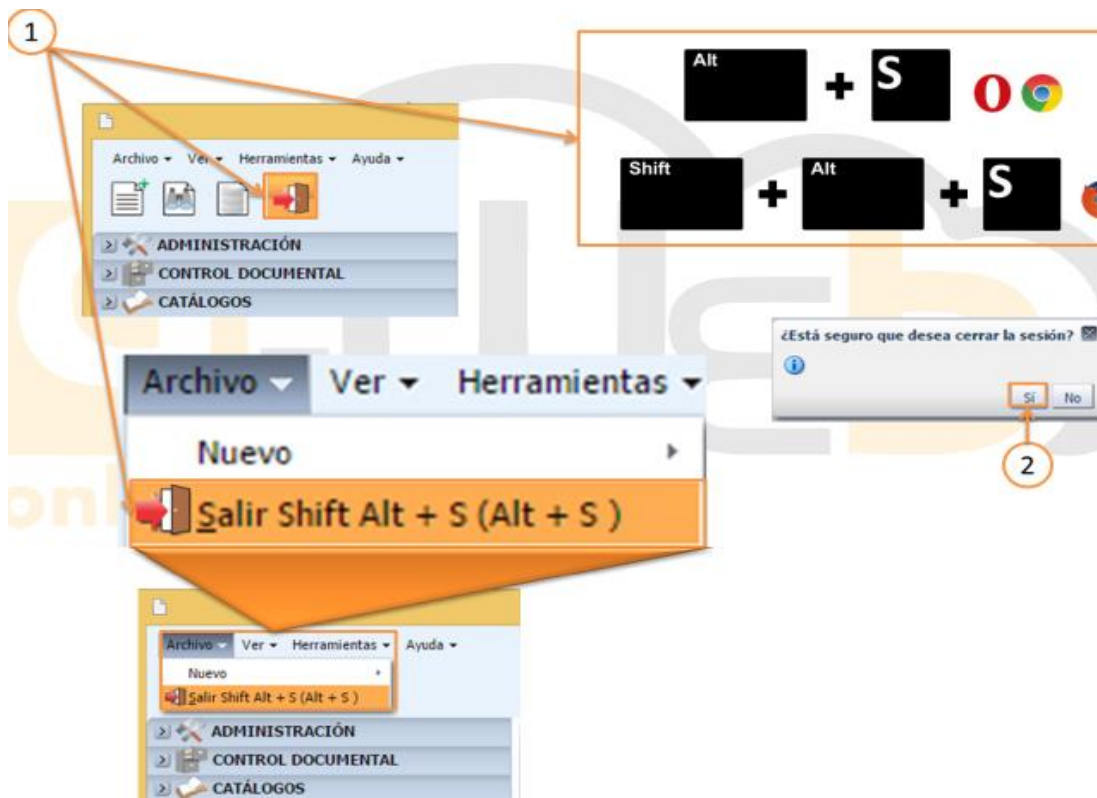 1
Alt
+
S
Shift
+
Alt
+
S
Archivo Ver Herramientas Ayuda
ADMINISTRACIÓN
CONTROL DOCUMENTAL
CATÁLOGOS
¿Está seguro que desea cerrar la sesión?
Sí No
2
Archivo Ver Herramientas
Nuevo
Salir Shift Alt + S (Alt + S )
Archivo Ver Herramientas Ayuda
Nuevo
Salir Shift Alt + S (Alt + S )
ADMINISTRACIÓN
CONTROL DOCUMENTAL
CATÁLOGOS